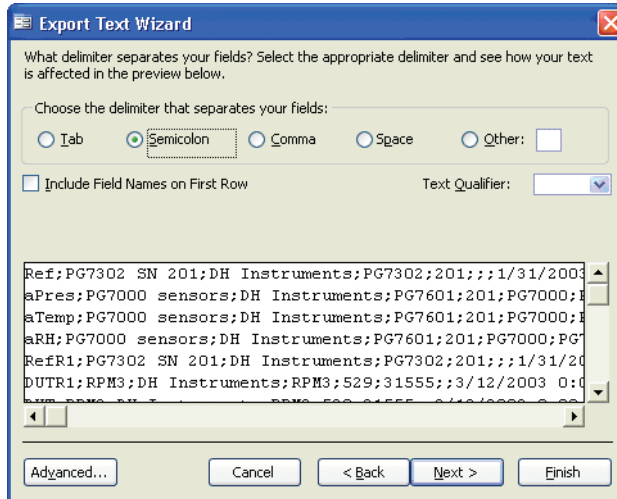 Export Text Wizard
What delimiter separates your fields? Select the appropriate delimiter and see how your text
is affected in the preview below.
Choose the delimiter that separates your fields:
Tab Semicolon Comma Space Other:
Include Field Names on First Row Text Qualifier:
Ref;PG7302 SN 201;DH Instruments;PG7302;201;;;1/31/2003
aPres;PG7000 sensors;DH Instruments;PG7601;201;PG7000;
aTemp;PG7000 sensors;DH Instruments;PG7601;201;PG7000;
aRH;PG7000 sensors;DH Instruments;PG7601;201;PG7000;PG7
RefR1;PG7302 SN 201;DH Instruments;PG7302;201;;;1/31/20
DUTR1;RPM3;DH Instruments;RPM3;529;31555;;3/12/2003 0:0
Advanced... Cancel < Back Next > Finish